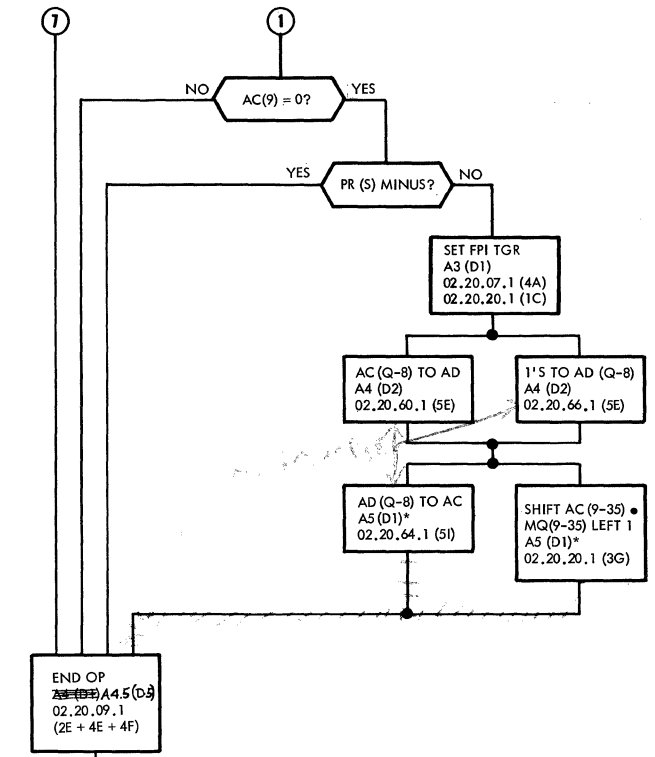 7
1
NO
AC(9) = 0?
YES
YES
PR (S) MINUS?
NO
SET FPI TGR
A3 (D1)
02.20.07.1 (4A)
02.20.20.1 (1C)
AC (Q-8) TO AD
A4 (D2)
02.20.60.1 (5E)
1'S TO AD (Q-8)
A4 (D2)
02.20.66.1 (5E)
AD (Q-8) TO AC
A5 (D1)*
02.20.64.1 (5I)
SHIFT AC (9-35) •
MQ(9-35) LEFT 1
A5 (D1)*
02.20.20.1 (3G)
END OP
A4.5 (D5)
02.20.09.1
(2E + 4E + 4F)